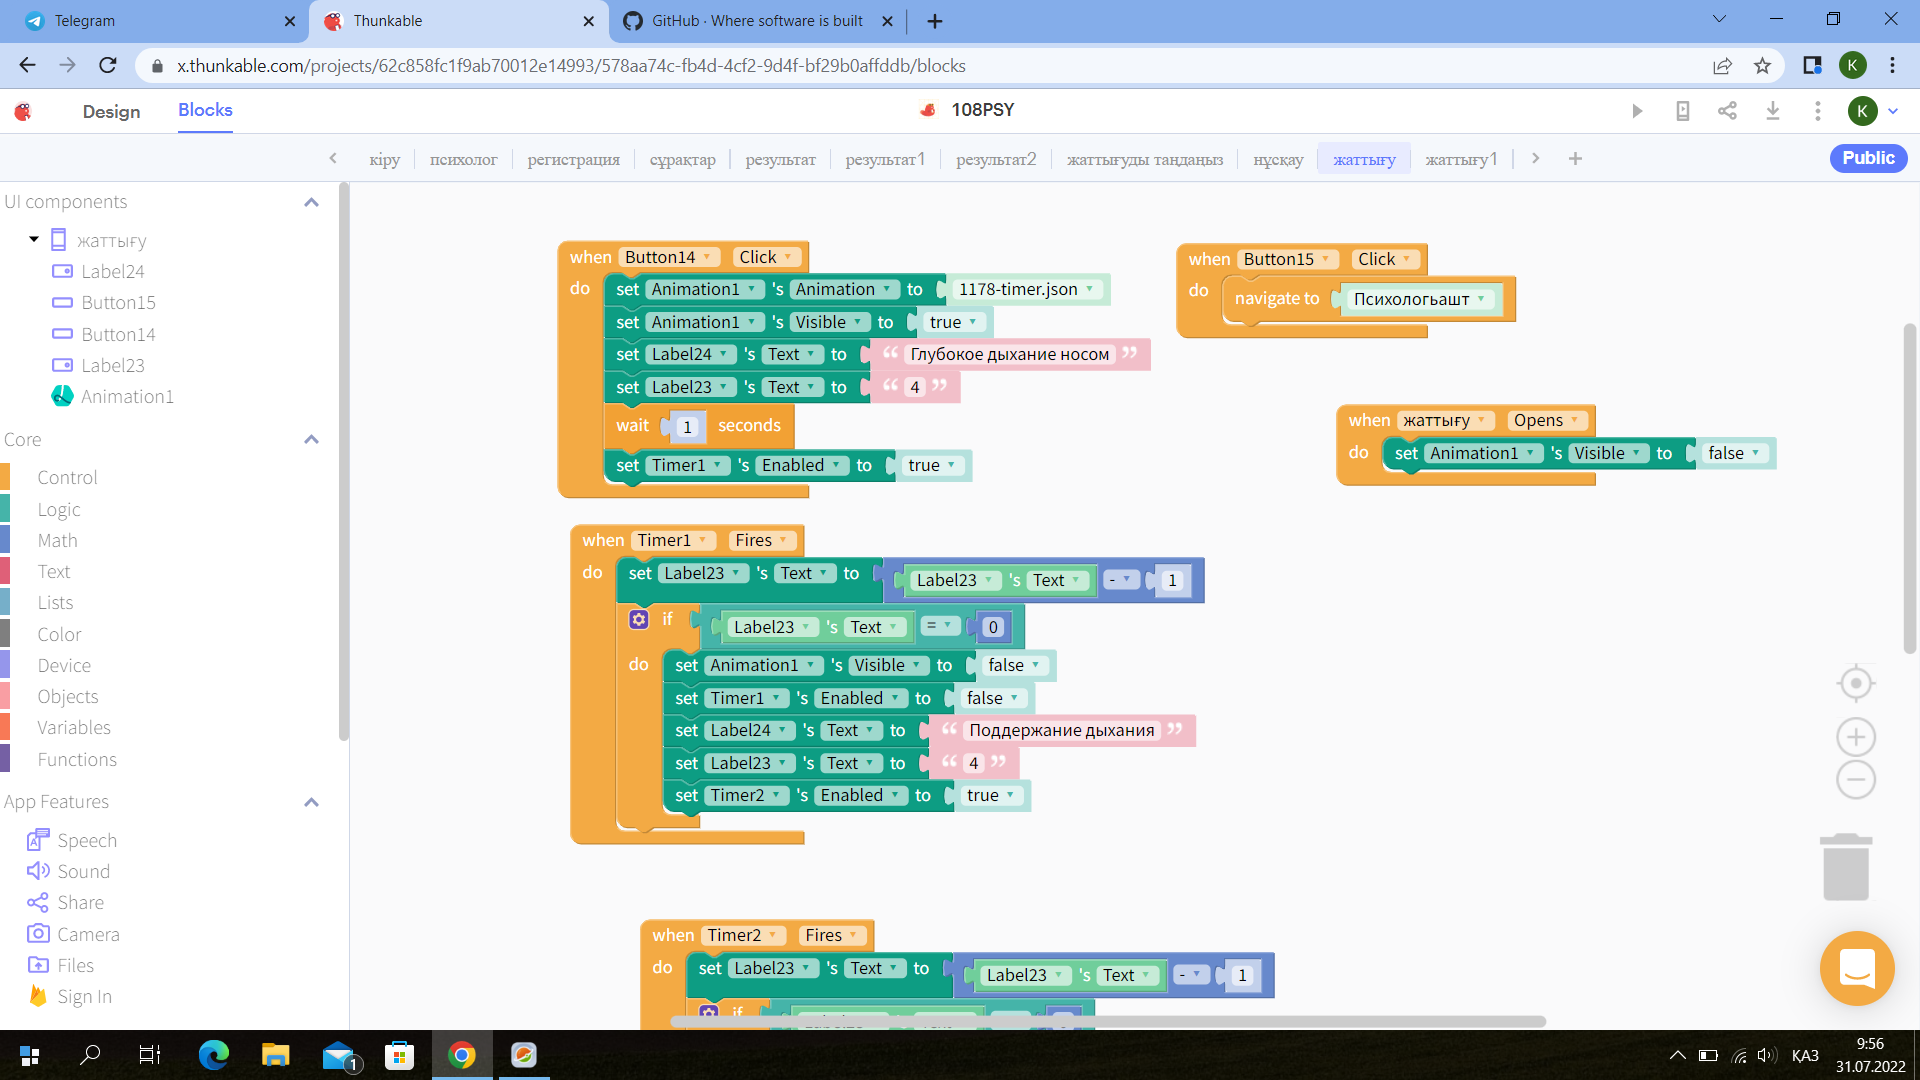 Telegram
Thunkable
GitHub · Where software is built
x.thunkable.com/projects/62c858fc1f9ab70012e14993/578aa74c-fb4d-4cf2-9d4f-bf29b0affddb/blocks
K
Design
Blocks
108PSY
K
кіру
психолог
регистрация
сұрақтар
результат
результат1
результат2
жаттығуды таңдаңыз
нұсқау
жаттығу
жаттығу1
Public
UI components
жаттығу
Label24
Button15
Button14
Label23
Animation1
Core
Control
Logic
Math
Text
Lists
Color
Device
Objects
Variables
Functions
App Features
Speech
Sound
Share
Camera
Files
Sign In
when Button14 Click
do set Animation1 's Animation to 1178-timer.json
set Animation1 's Visible to true
set Label24 's Text to “ Глубокое дыхание носом ”
set Label23 's Text to “ 4 ”
wait 1 seconds
set Timer1 's Enabled to true
when Button15 Click
do navigate to Психологьашт
when жаттығу Opens
do set Animation1 's Visible to false
when Timer1 Fires
do set Label23 's Text to Label23 's Text - 1
if Label23 's Text = 0
do set Animation1 's Visible to false
set Timer1 's Enabled to false
set Label24 's Text to “ Поддержание дыхания ”
set Label23 's Text to “ 4 ”
set Timer2 's Enabled to true
when Timer2 Fires
do set Label23 's Text to Label23 's Text - 1
if
1
ҚАЗ
9:56
31.07.2022